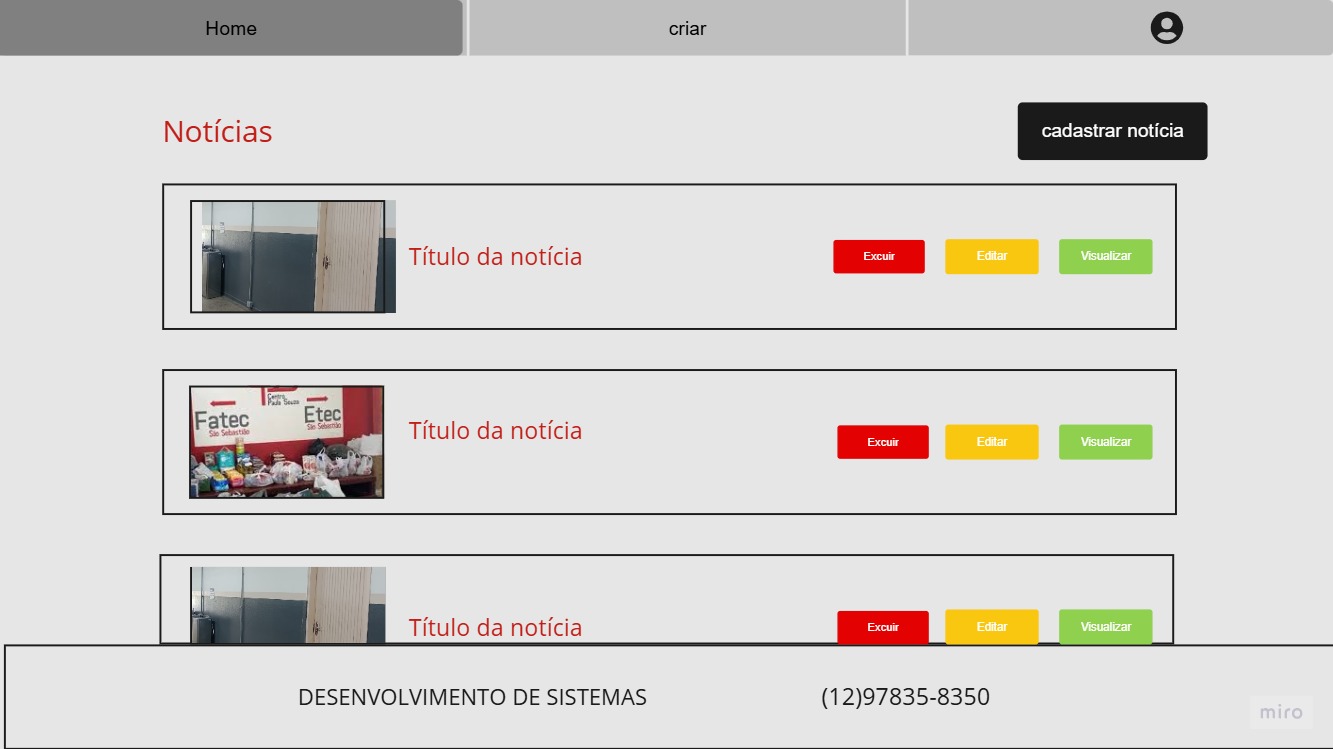 Home
criar
Notícias
cadastrar notícia
Título da notícia
Excuir
Editar
Visualizar
Fatec
São Sebastião
Centro
Paula Souza
Etec
São Sebastião
Título da notícia
Excuir
Editar
Visualizar
Título da notícia
Excuir
Editar
Visualizar
DESENVOLVIMENTO DE SISTEMAS
(12)97835-8350
miro